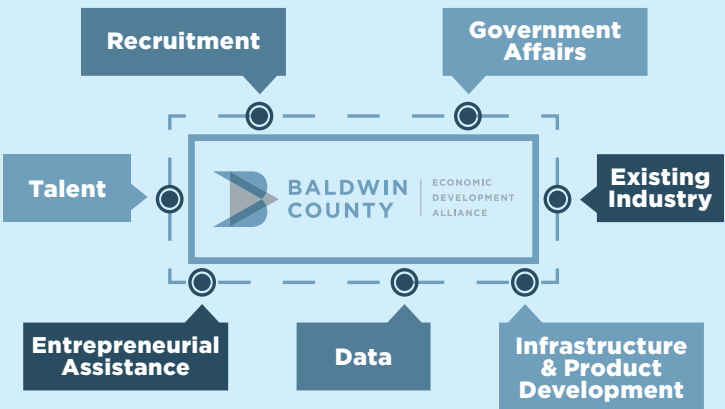 Recruitment
Government
Affairs
Talent
BALDWIN
COUNTY
ECONOMIC
DEVELOPMENT
ALLIANCE
Existing
Industry
Entrepreneurial
Assistance
Data
Infrastructure
& Product
Development